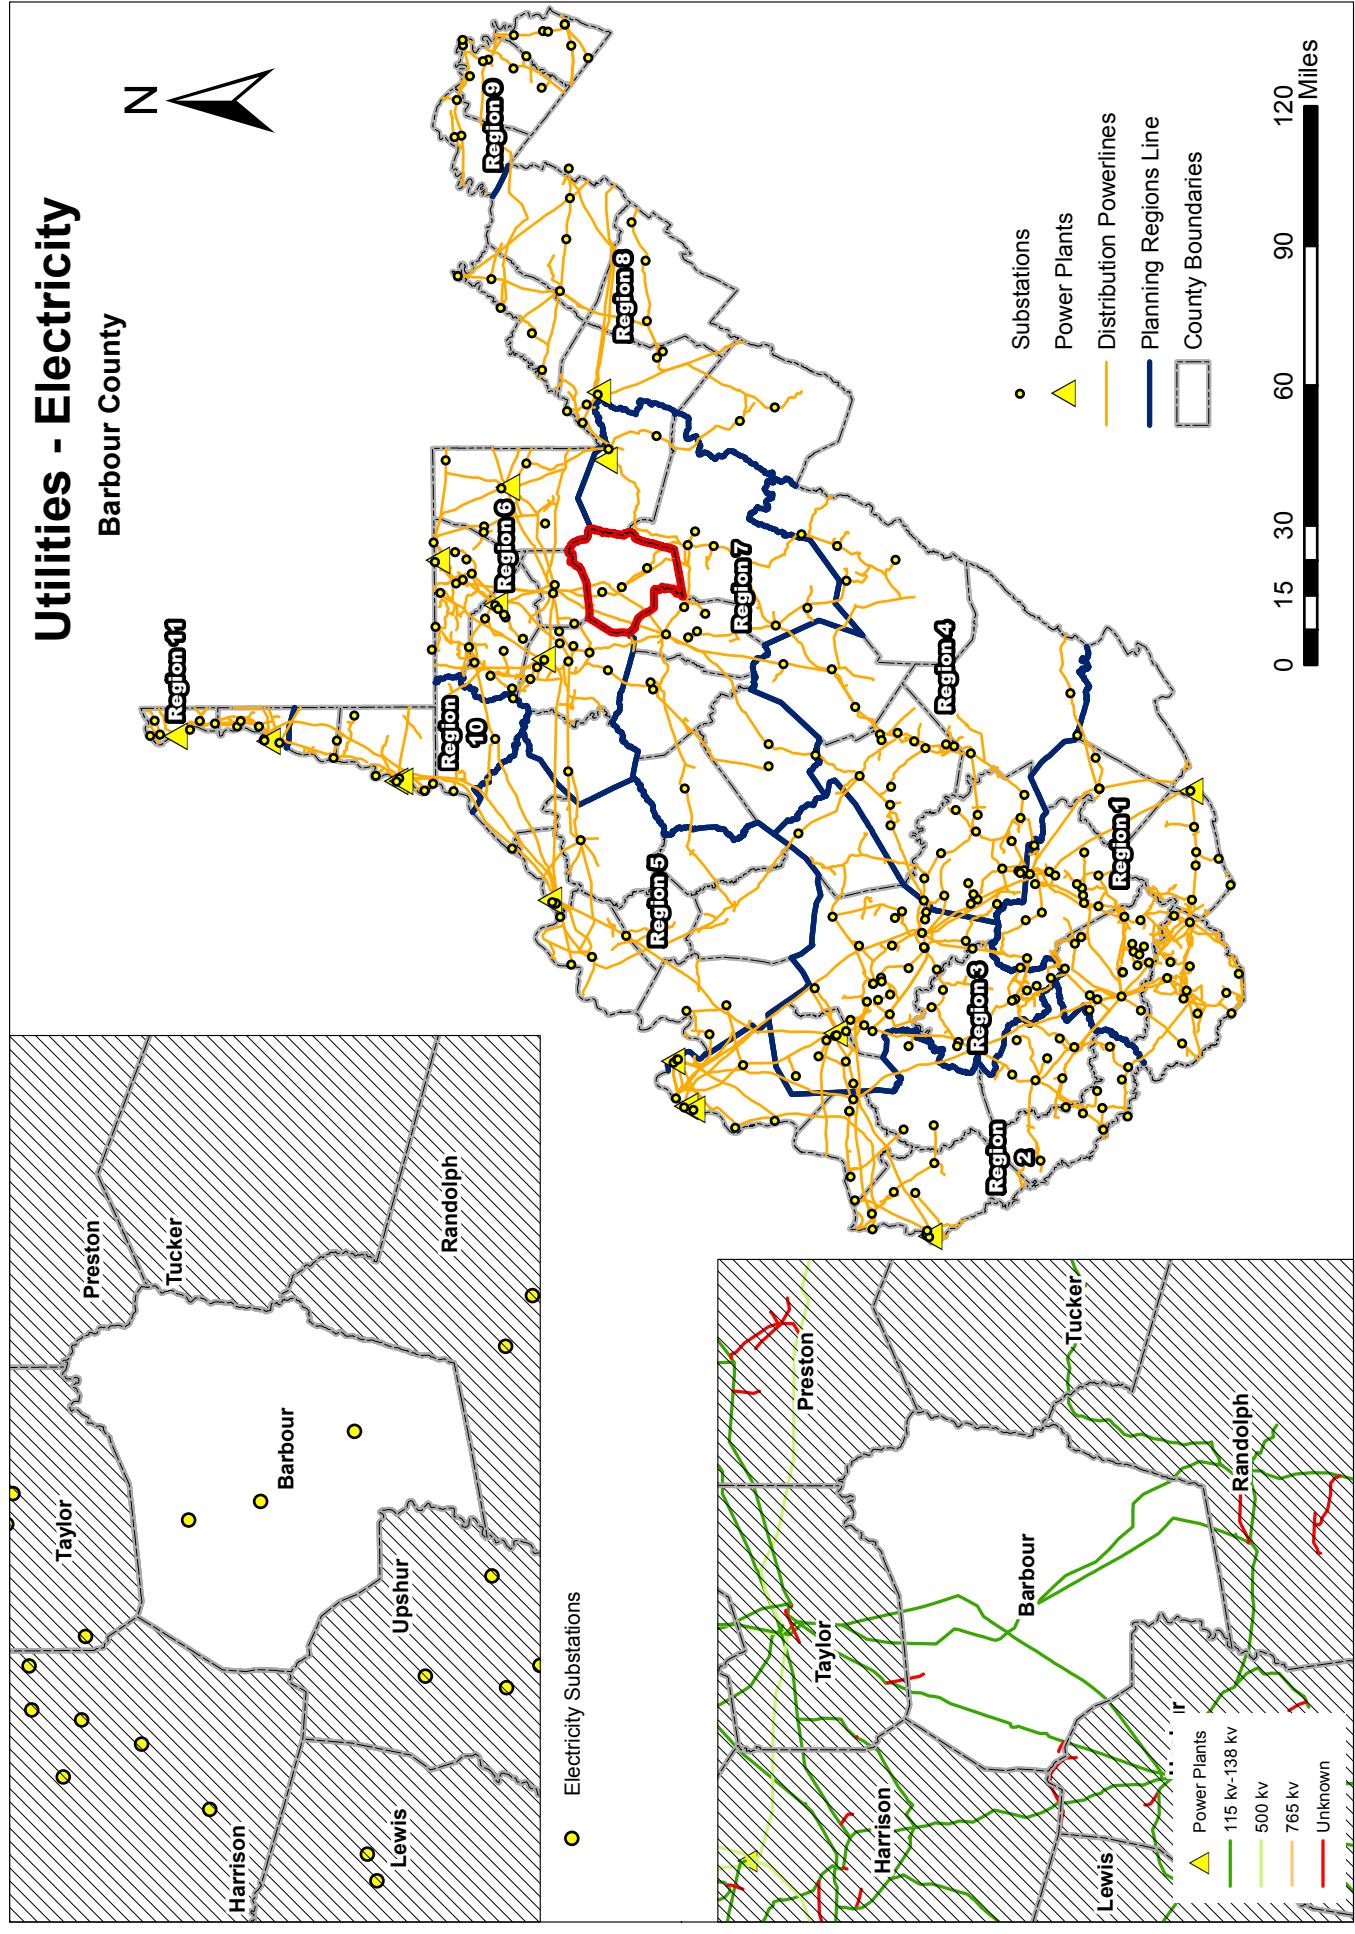 Utilities - Electricity
Barbour County
N
Region 11
Region 9
Region 6
Region
10
Region 8
Region 7
Region 5
Region 4
Region 3
Region 1
Region
2
Substations
Power Plants
Distribution Powerlines
Planning Regions Line
County Boundaries
0 15 30 60 90 120
Miles
Preston
Tucker
Taylor
Randolph
Barbour
Upshur
Harrison
Lewis
Electricity Substations
Preston
Tucker
Taylor
Barbour
Randolph
Harrison
Lewis
Power Plants
115 kv-138 kv
500 kv
765 kv
Unknown